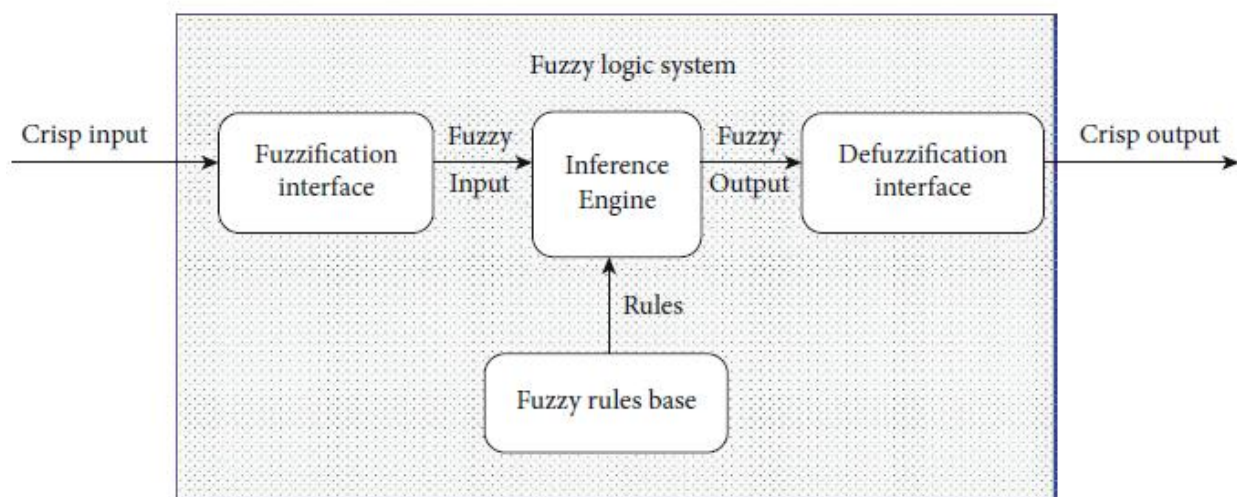 Fuzzy logic system
Crisp input
Fuzzification
interface
Fuzzy
Input
Inference
Engine
Fuzzy
Output
Defuzzification
interface
Crisp output
Rules
Fuzzy rules base